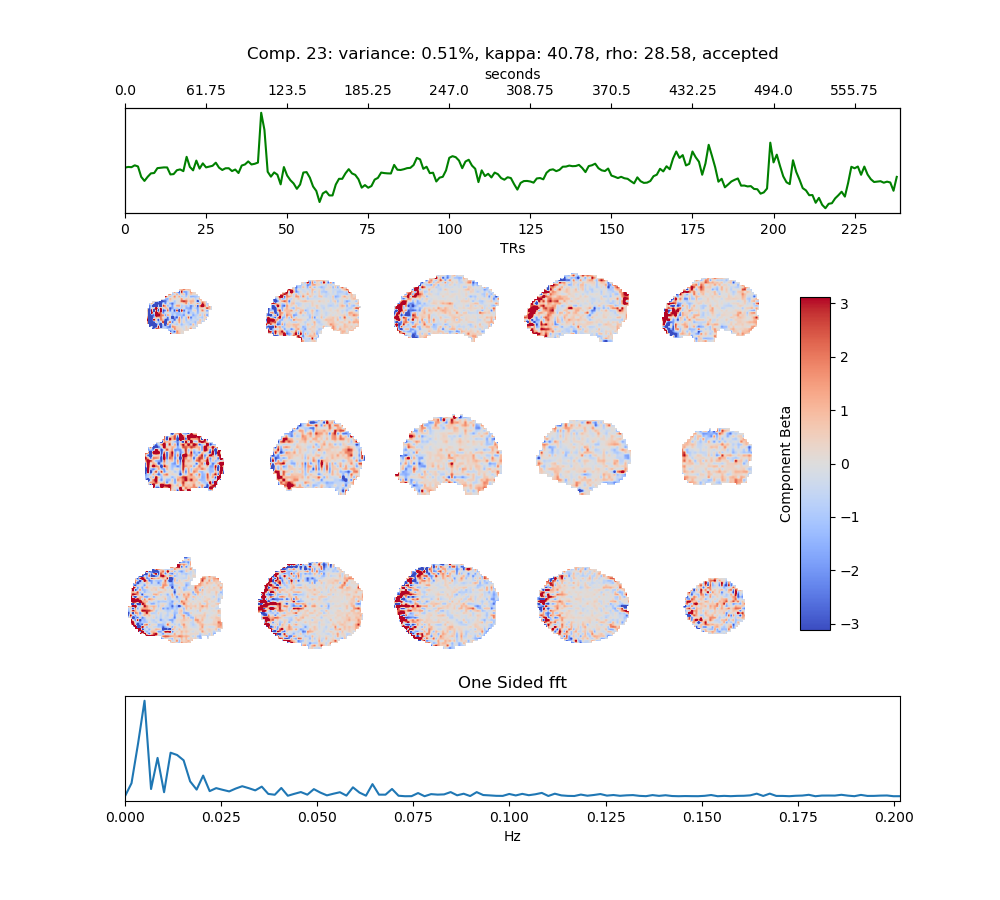 Comp. 23: variance: 0.51%, kappa: 40.78, rho: 28.58, accepted
seconds
0.0 61.75 123.5 185.25 247.0 308.75 370.5 432.25 494.0 555.75
0 25 50 75 100 125 150 175 200 225
TRs
3
2
1
0
−1
−2
−3
Component Beta
One Sided fft
0.000 0.025 0.050 0.075 0.100 0.125 0.150 0.175 0.200
Hz